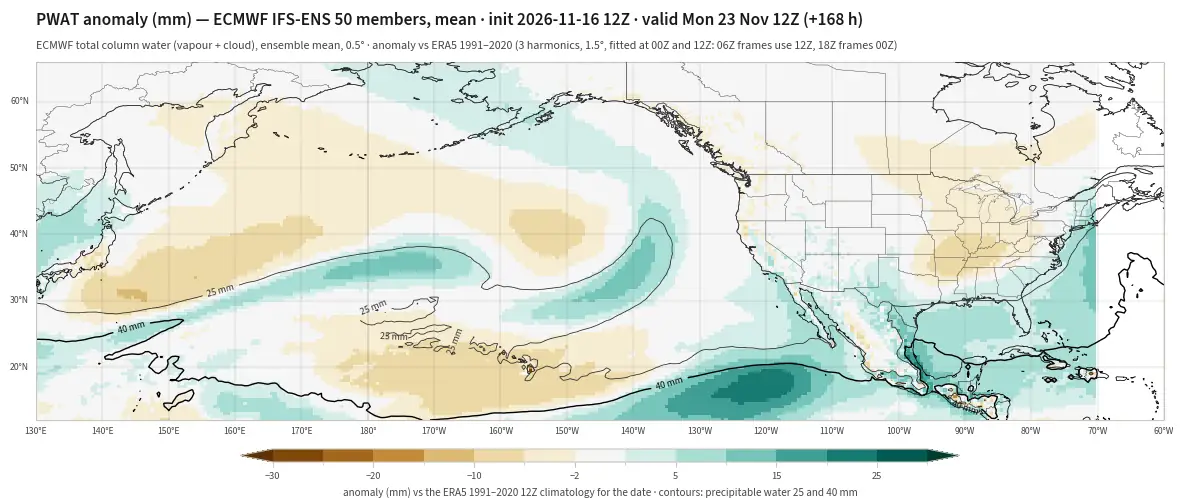 PWAT anomaly (mm) — ECMWF IFS-ENS 50 members, mean · init 2026-11-16 12Z · valid Mon 23 Nov 12Z (+168 h)
ECMWF total column water (vapour + cloud), ensemble mean, 0.5° · anomaly vs ERA5 1991–2020 (3 harmonics, 1.5°, fitted at 00Z and 12Z: 06Z frames use 12Z, 18Z frames 00Z)
60°N
50°N
40°N
30°N
20°N
25 mm
25 mm
40 mm
25 mm
mm
40 mm
130°E 140°E 150°E 160°E 170°E 180° 170°W 160°W 150°W 140°W 130°W 120°W 110°W 100°W 90°W 80°W 70°W 60°W
−30 −20 −10 −2 5 15 25
anomaly (mm) vs the ERA5 1991–2020 12Z climatology for the date · contours: precipitable water 25 and 40 mm